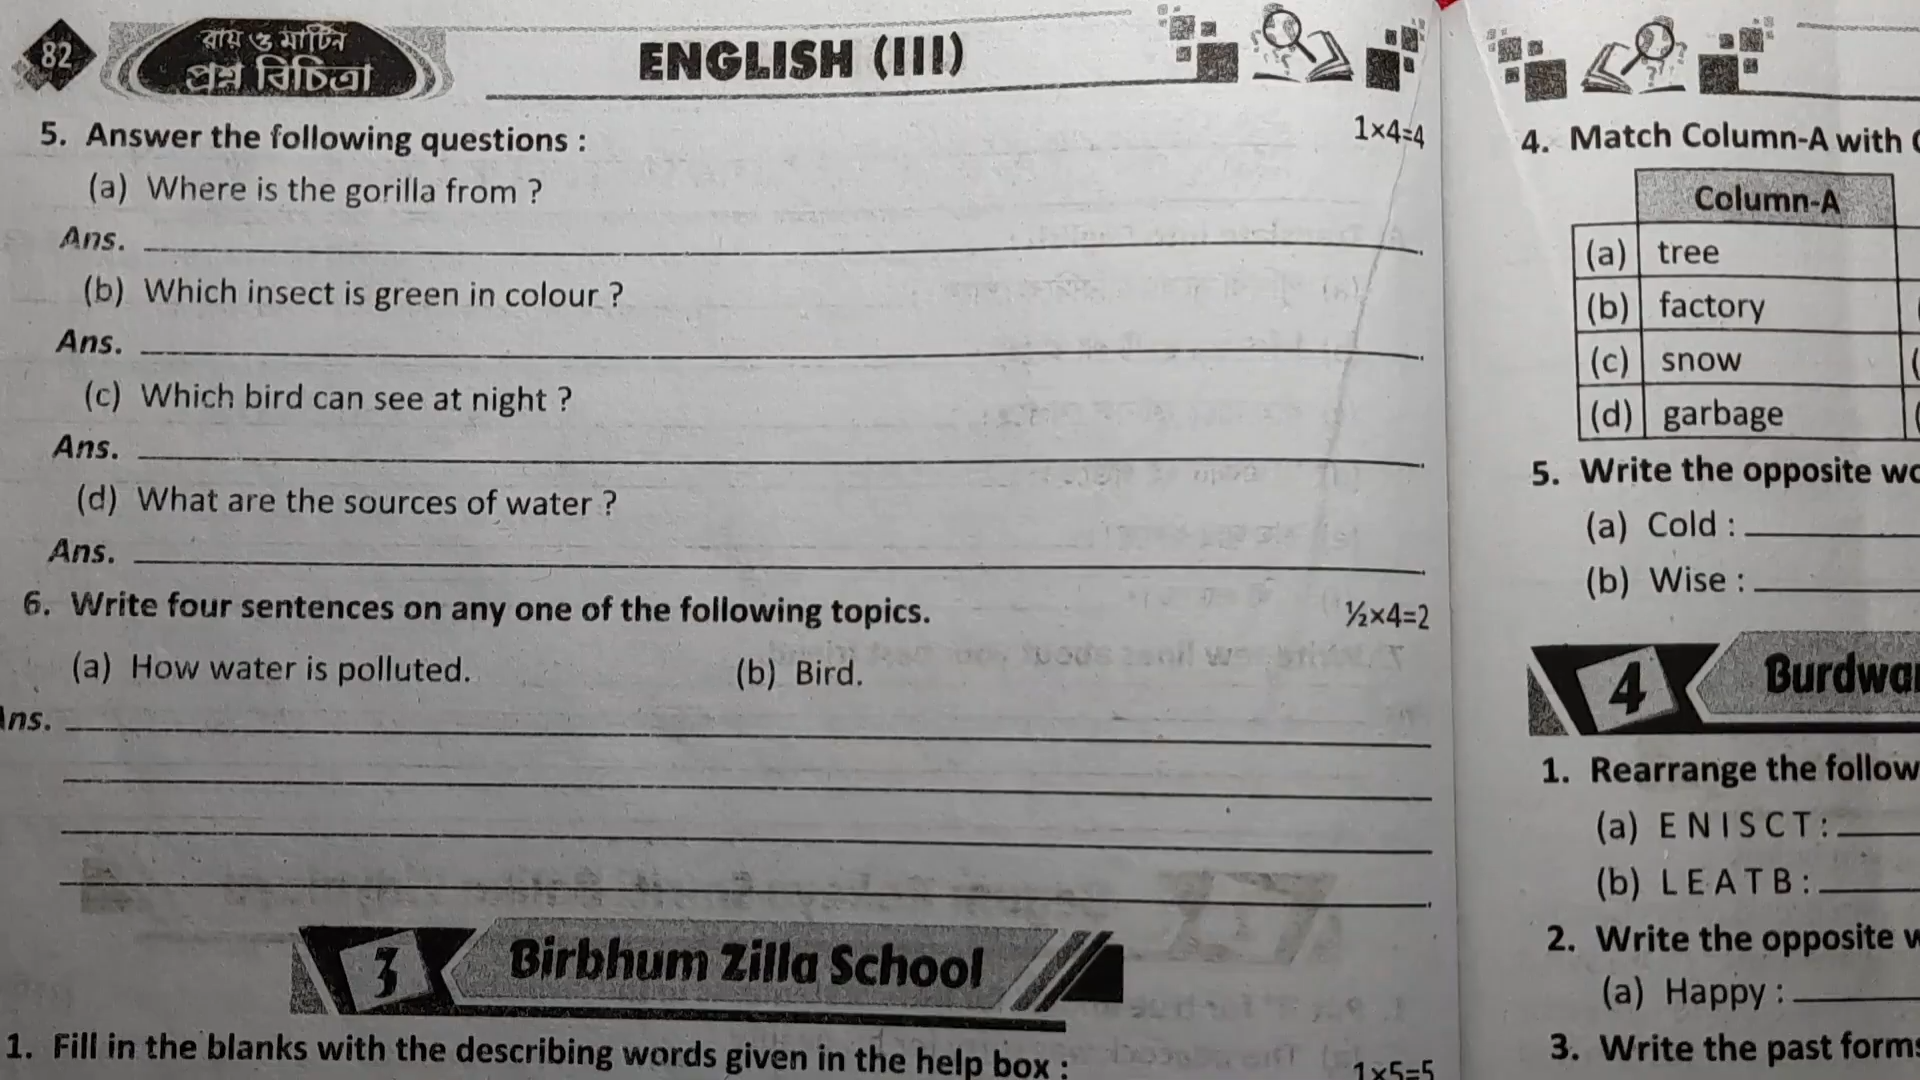 82
রায় ও মার্টিন
প্রশ্ন বিচিত্রা
ENGLISH (III)
5. Answer the following questions : 1×4=4
(a) Where is the gorilla from ?
Ans.
(b) Which insect is green in colour ?
Ans.
(c) Which bird can see at night ?
Ans.
(d) What are the sources of water ?
Ans.
6. Write four sentences on any one of the following topics. ½×4=2
(a) How water is polluted. (b) Bird.
Ans.
3 Birbhum Zilla School
1. Fill in the blanks with the describing words given in the help box : 1×5=5
4. Match Column-A with
Column-A
(a) tree
(b) factory
(c) snow
(d) garbage
5. Write the opposite
(a) Cold :
(b) Wise :
4
1. Rearrange the
(a) E N I S C T :
(b) L E A T B :
2. Write the opposite
(a) Happy :
3. Write the past